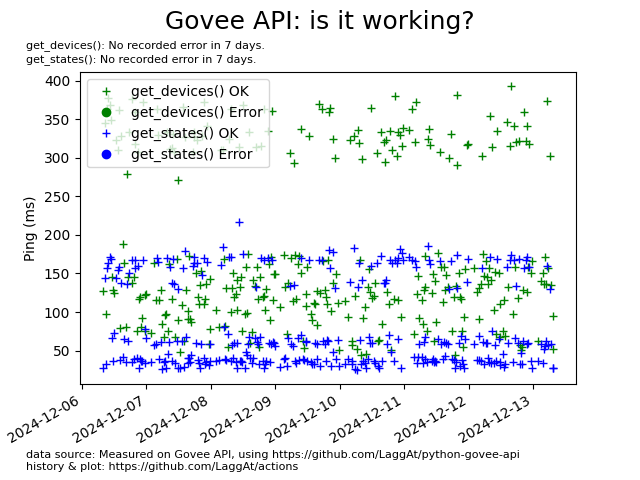 Govee API: is it working?
get_devices(): No recorded error in 7 days.
get_states(): No recorded error in 7 days.
get_devices() OK
get_devices() Error
get_states() OK
get_states() Error
Ping (ms)
400
350
300
250
200
150
100
50
2024-12-06
2024-12-07
2024-12-08
2024-12-09
2024-12-10
2024-12-11
2024-12-12
2024-12-13
data source: Measured on Govee API, using https://github.com/LaggAt/python-govee-api
history & plot: https://github.com/LaggAt/actions